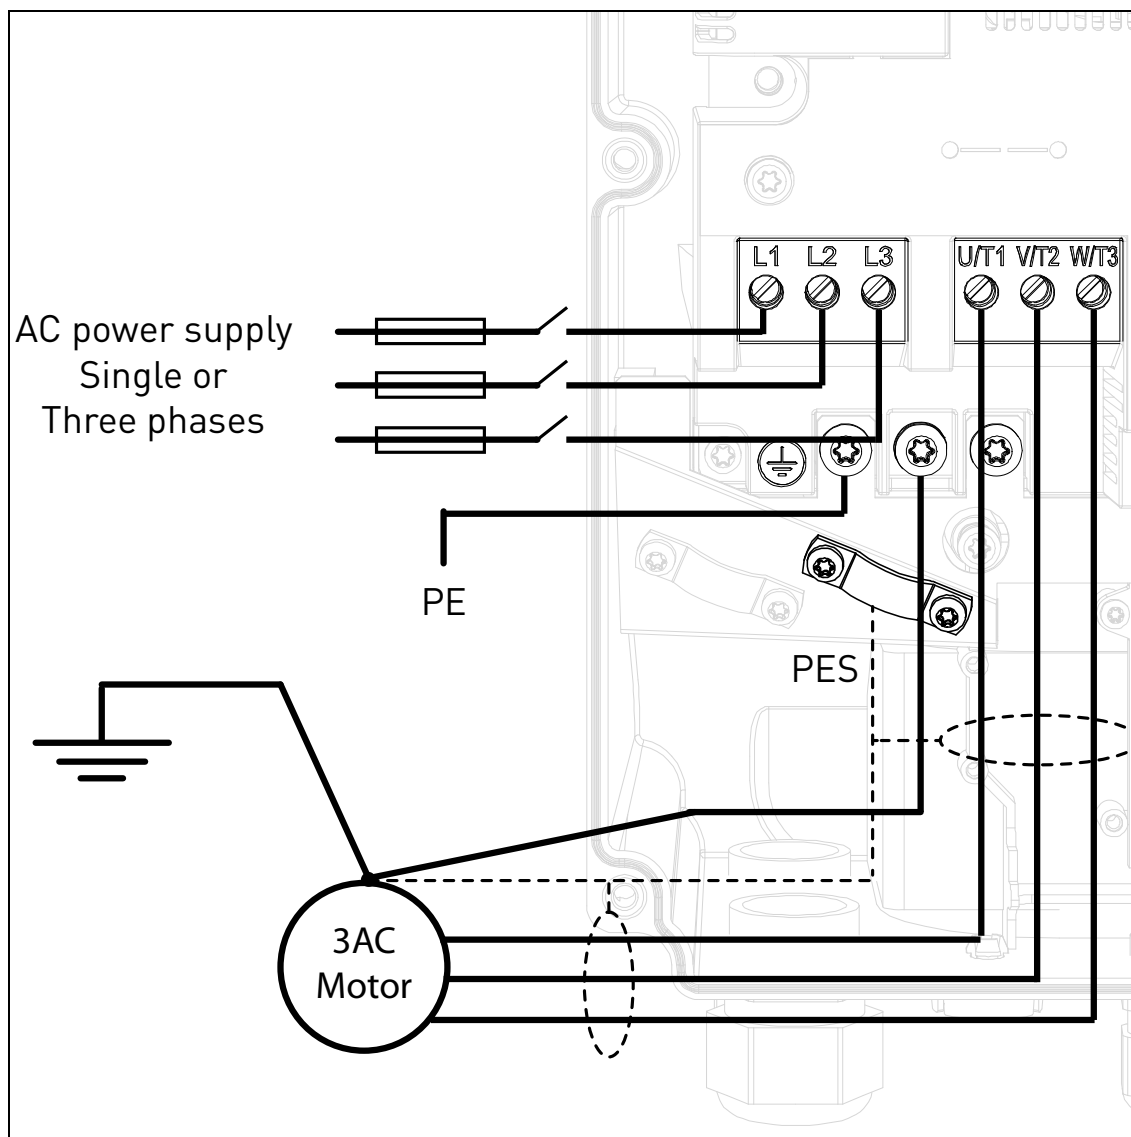 L1 L2 L3 U/T1 V/T2 W/T3
AC power supply
Single or
Three phases
PE
PES
3AC
Motor